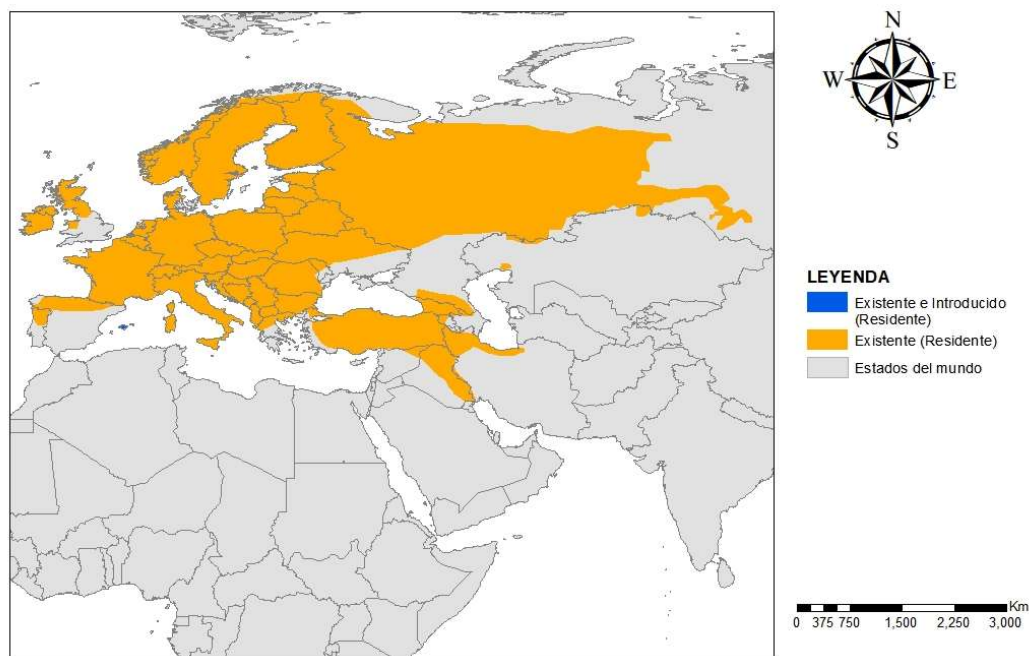 N
W E
S
LEYENDA
Existente e Introducido
(Residente)
Existente (Residente)
Estados del mundo
Km
0 375 750 1,500 2,250 3,000